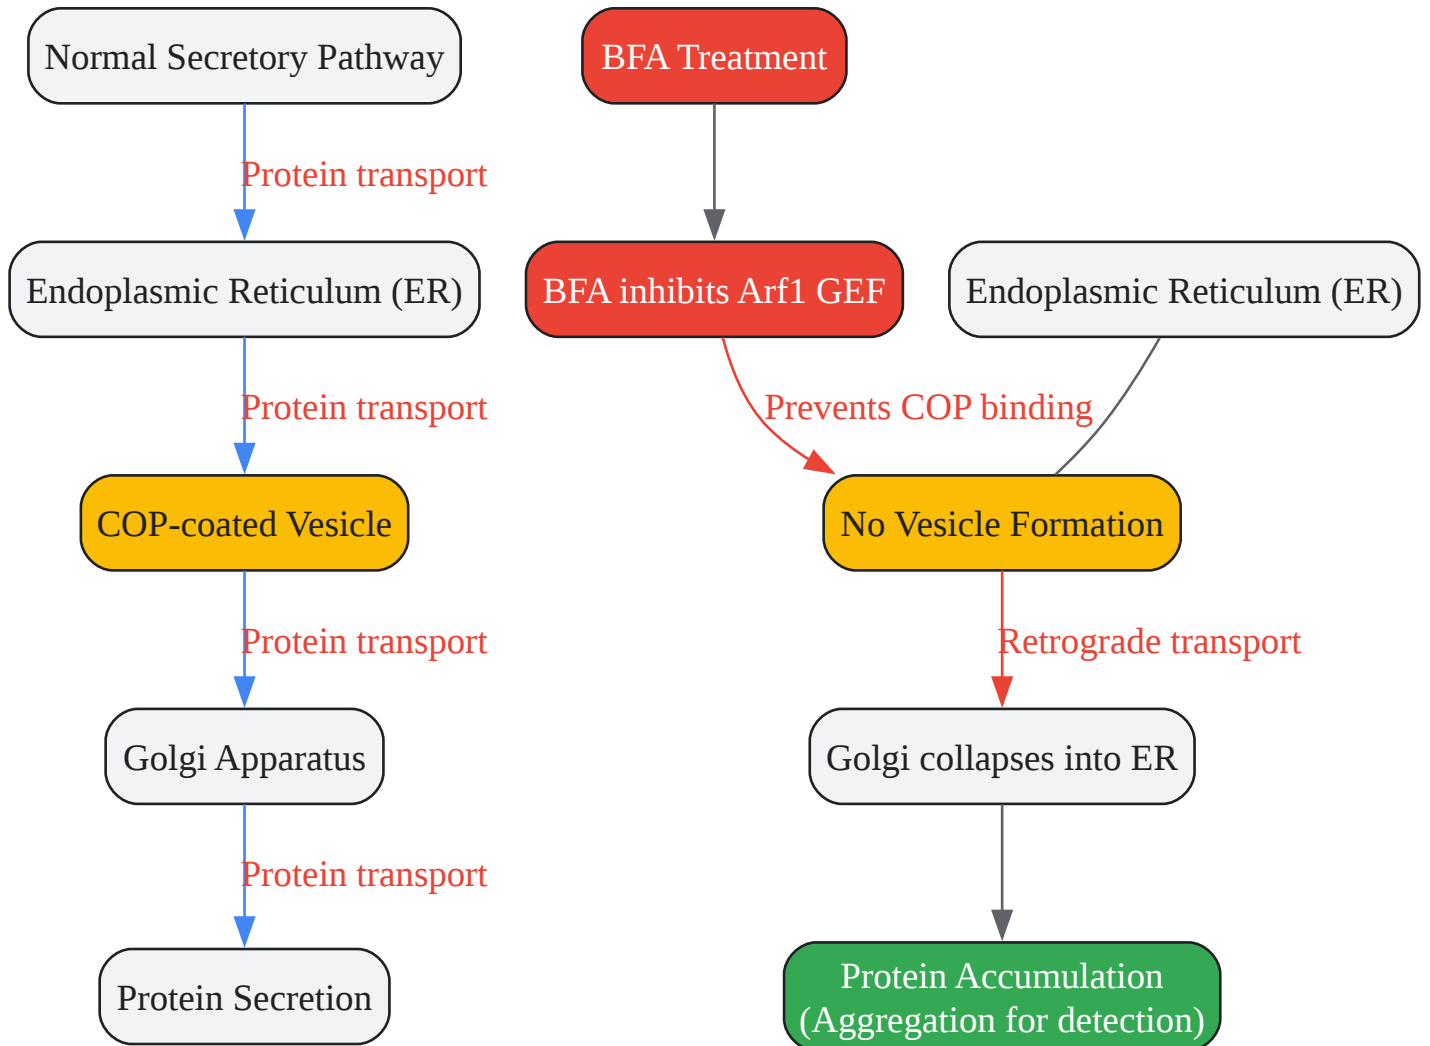 Normal Secretory Pathway
BFA Treatment
Protein transport
Endoplasmic Reticulum (ER)
BFA inhibits Arf1 GEF
Endoplasmic Reticulum (ER)
Protein transport
Prevents COP binding
COP-coated Vesicle
No Vesicle Formation
Protein transport
Retrograde transport
Golgi Apparatus
Golgi collapses into ER
Protein transport
Protein Secretion
Protein Accumulation
(Aggregation for detection)